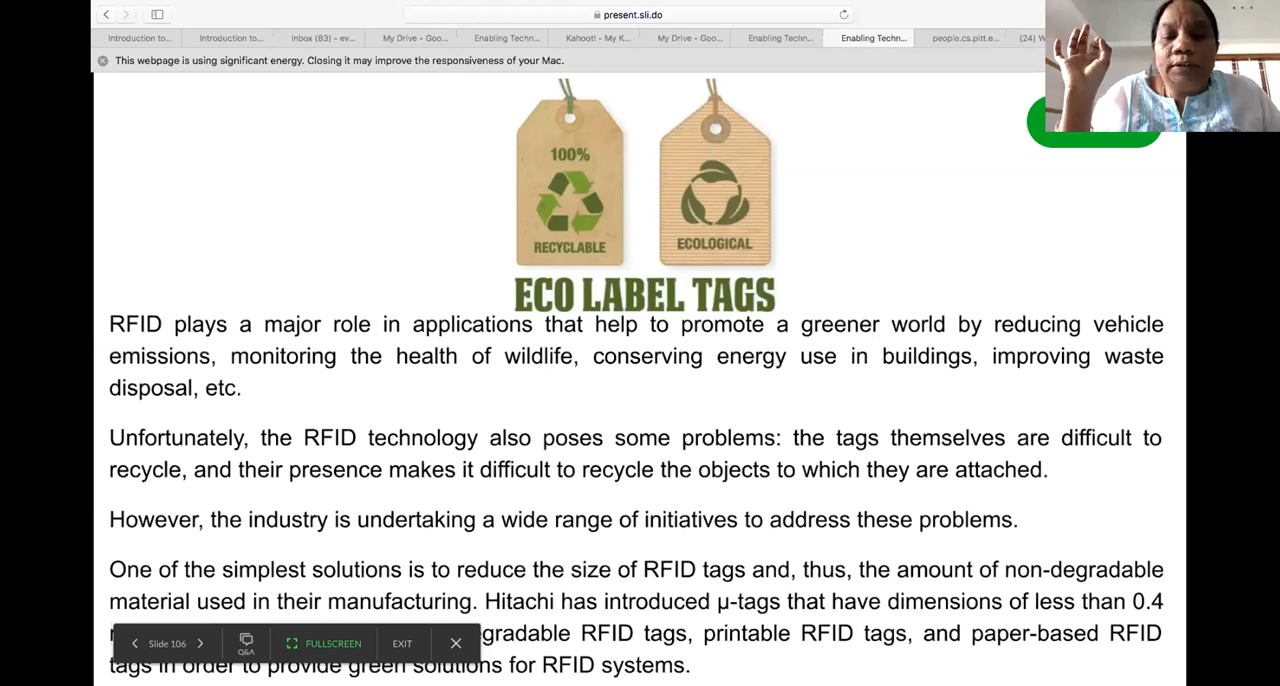 present.sli.do
Introduction to...
Introduction to...
Inbox (83) - ev...
My Drive - Goo...
Enabling Techn...
Kahoot! - My K...
My Drive - Goo...
Enabling Techn...
Enabling Techn...
people.cs.pitt.e...
(24) W
This webpage is using significant energy. Closing it may improve the responsiveness of your Mac.
100%
RECYCLABLE
ECOLOGICAL
ECO LABEL TAGS
RFID plays a major role in applications that help to promote a greener world by reducing vehicle
emissions, monitoring the health of wildlife, conserving energy use in buildings, improving waste
disposal, etc.
Unfortunately, the RFID technology also poses some problems: the tags themselves are difficult to
recycle, and their presence makes it difficult to recycle the objects to which they are attached.
However, the industry is undertaking a wide range of initiatives to address these problems.
One of the simplest solutions is to reduce the size of RFID tags and, thus, the amount of non-degradable
material used in their manufacturing. Hitachi has introduced μ-tags that have dimensions of less than 0.4
egradable RFID tags, printable RFID tags, and paper-based RFID
tags in order to provide green solutions for RFID systems.
Slide 106
Q&A
FULLSCREEN
EXIT